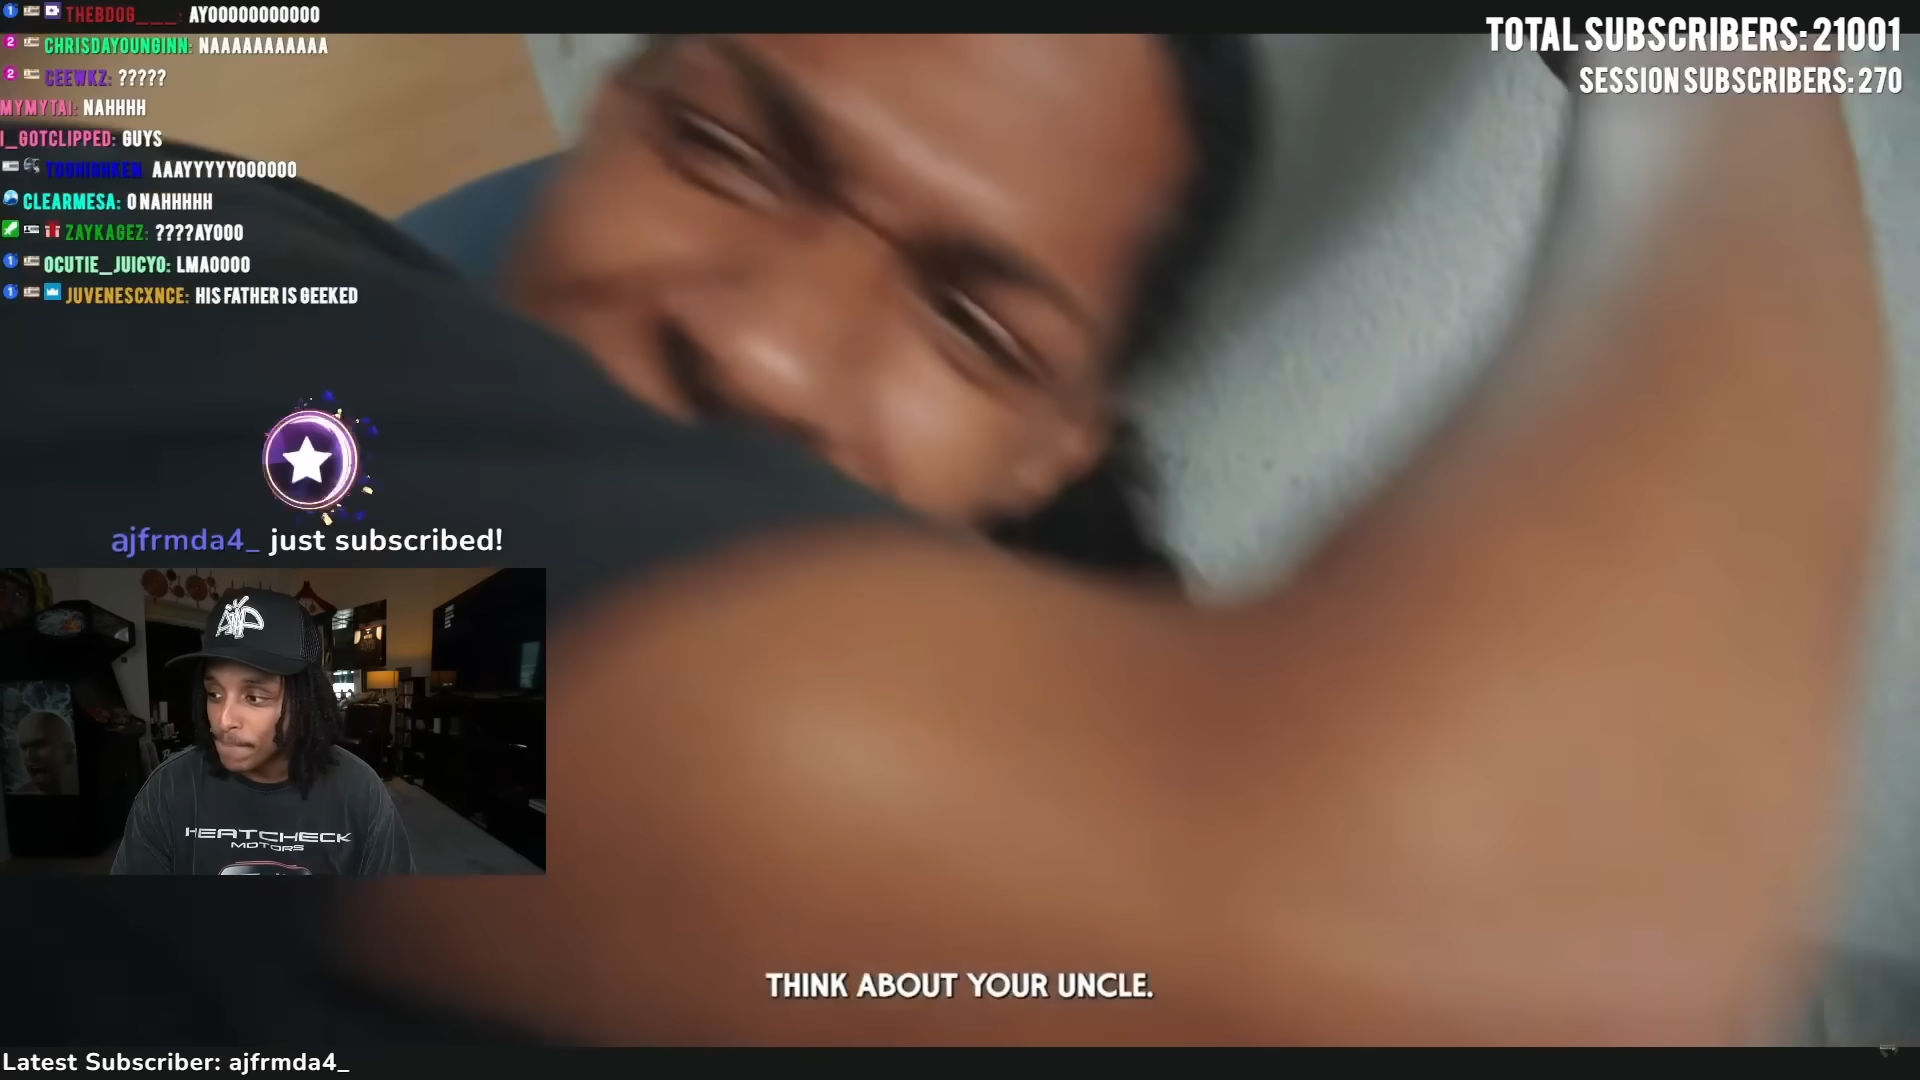 THEBDOG___: AYOOOOOOOOOOO
CHRISDAYOUNGINN: NAAAAAAAAAAA
CEEWKZ: ?????
MYMYTAI: NAHHHH
I_GOTCLIPPED: GUYS
AAAYYYYYOOOOOO
CLEARMESA: O NAHHHHH
ZAYKAGEZ: ????AYOOO
OCUTIE_JUICYO: LMAOOOO
JUVENESCXNCE: HIS FATHER IS GEEKED
TOTAL SUBSCRIBERS: 21001
SESSION SUBSCRIBERS: 270
ajfrmda4_ just subscribed!
HEATCHECK
MOTORS
THINK ABOUT YOUR UNCLE.
Latest Subscriber: ajfrmda4_